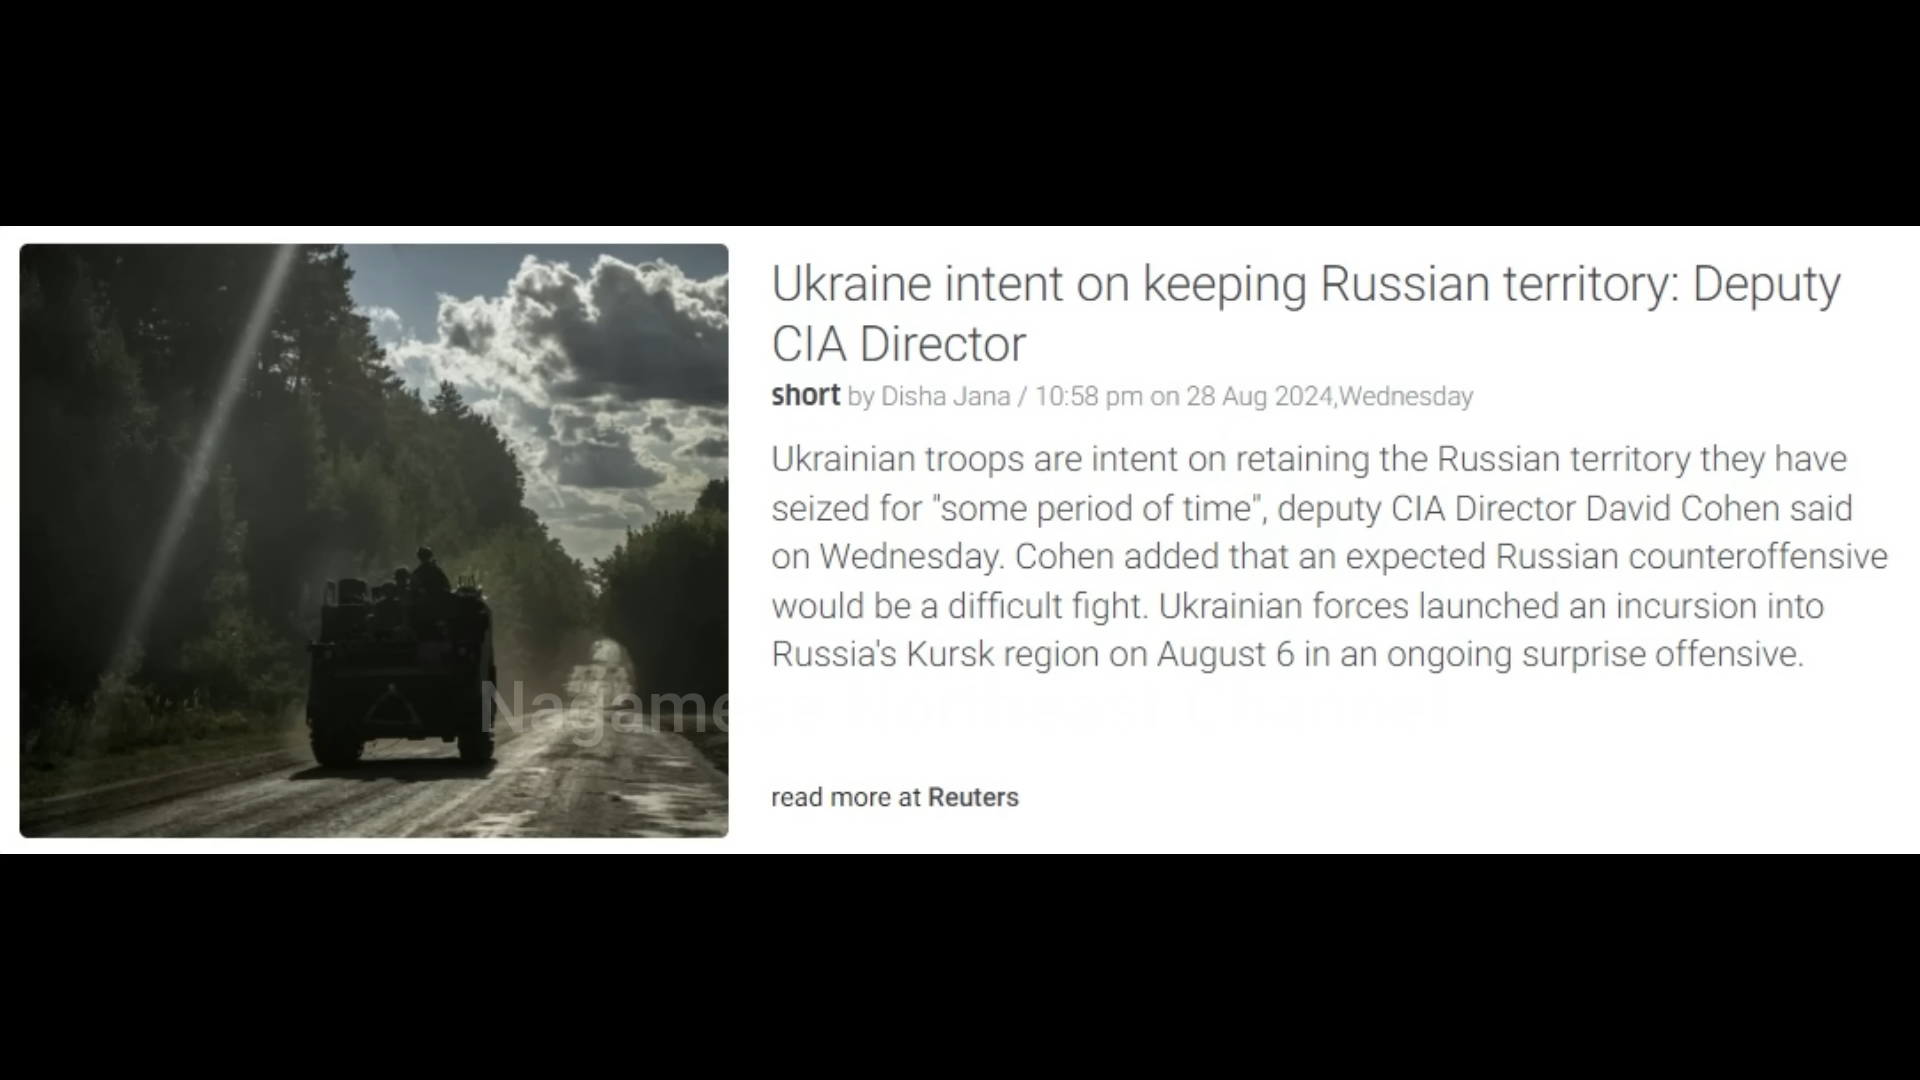 Ukraine intent on keeping Russian territory: Deputy
CIA Director
short by Disha Jana / 10:58 pm on 28 Aug 2024,Wednesday
Ukrainian troops are intent on retaining the Russian territory they have
seized for "some period of time", deputy CIA Director David Cohen said
on Wednesday. Cohen added that an expected Russian counteroffensive
would be a difficult fight. Ukrainian forces launched an incursion into
Russia's Kursk region on August 6 in an ongoing surprise offensive.
Nagamese Northeast Channel
read more at Reuters